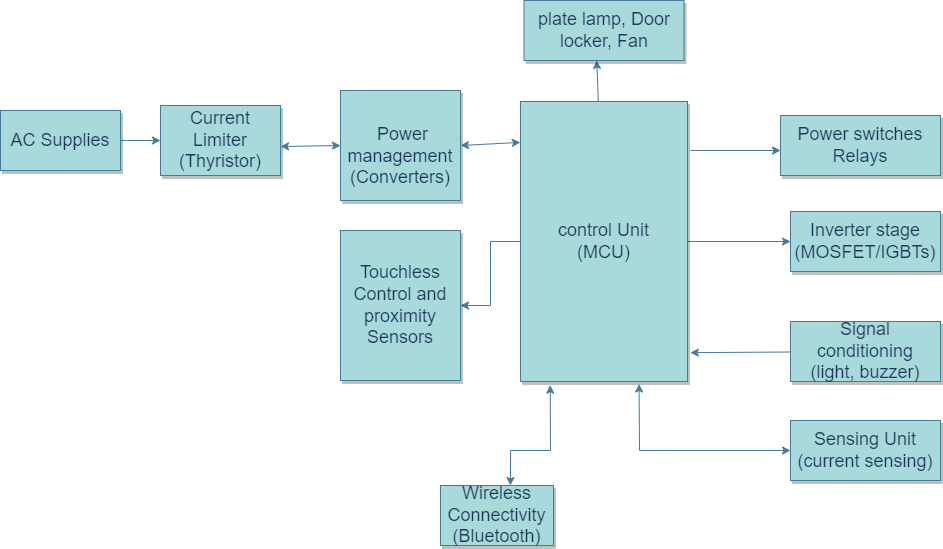 plate lamp, Door
locker, Fan
AC Supplies
Current
Limiter
(Thyristor)
Power
management
(Converters)
control Unit
(MCU)
Power switches
Relays
Inverter stage
(MOSFET/IGBTs)
Touchless
Control and
proximity
Sensors
Signal
conditioning
(light, buzzer)
Sensing Unit
(current sensing)
Wireless
Connectivity
(Bluetooth)